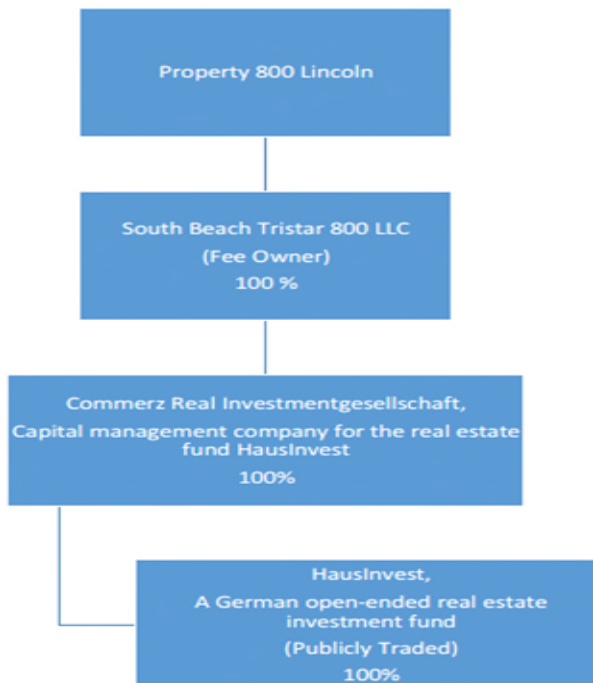 Property 800 Lincoln
South Beach Tristar 800 LLC
(Fee Owner)
100 %
Commerz Real Investmentgesellschaft,
Capital management company for the real estate
fund HausInvest
100%
HausInvest,
A German open-ended real estate
investment fund
(Publicly Traded)
100%